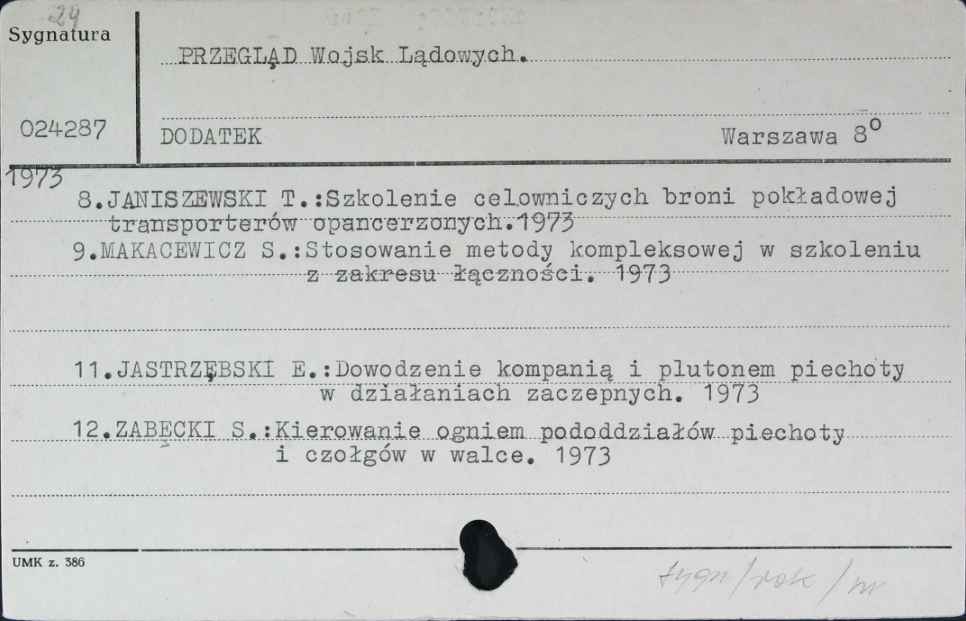 29
Sygnatura
PRZEGLĄD Wojsk Lądowych.
024287
DODATEK Warszawa 8°
1973
8.JANISZEWSKI T.:Szkolenie celowniczych broni pokładowej
transporterów opancerzonych.1973
9.MAKACEWICZ S.:Stosowanie metody kompleksowej w szkoleniu
z zakresu łączności. 1973
11.JASTRZĘBSKI E.:Dowodzenie kompanią i plutonem piechoty
w działaniach zaczepnych. 1973
12.ZABĘCKI S.:Kierowanie ogniem pododdziałów piechoty
i czołgów w walce. 1973
UMK z. 386
sygn/rok/nr